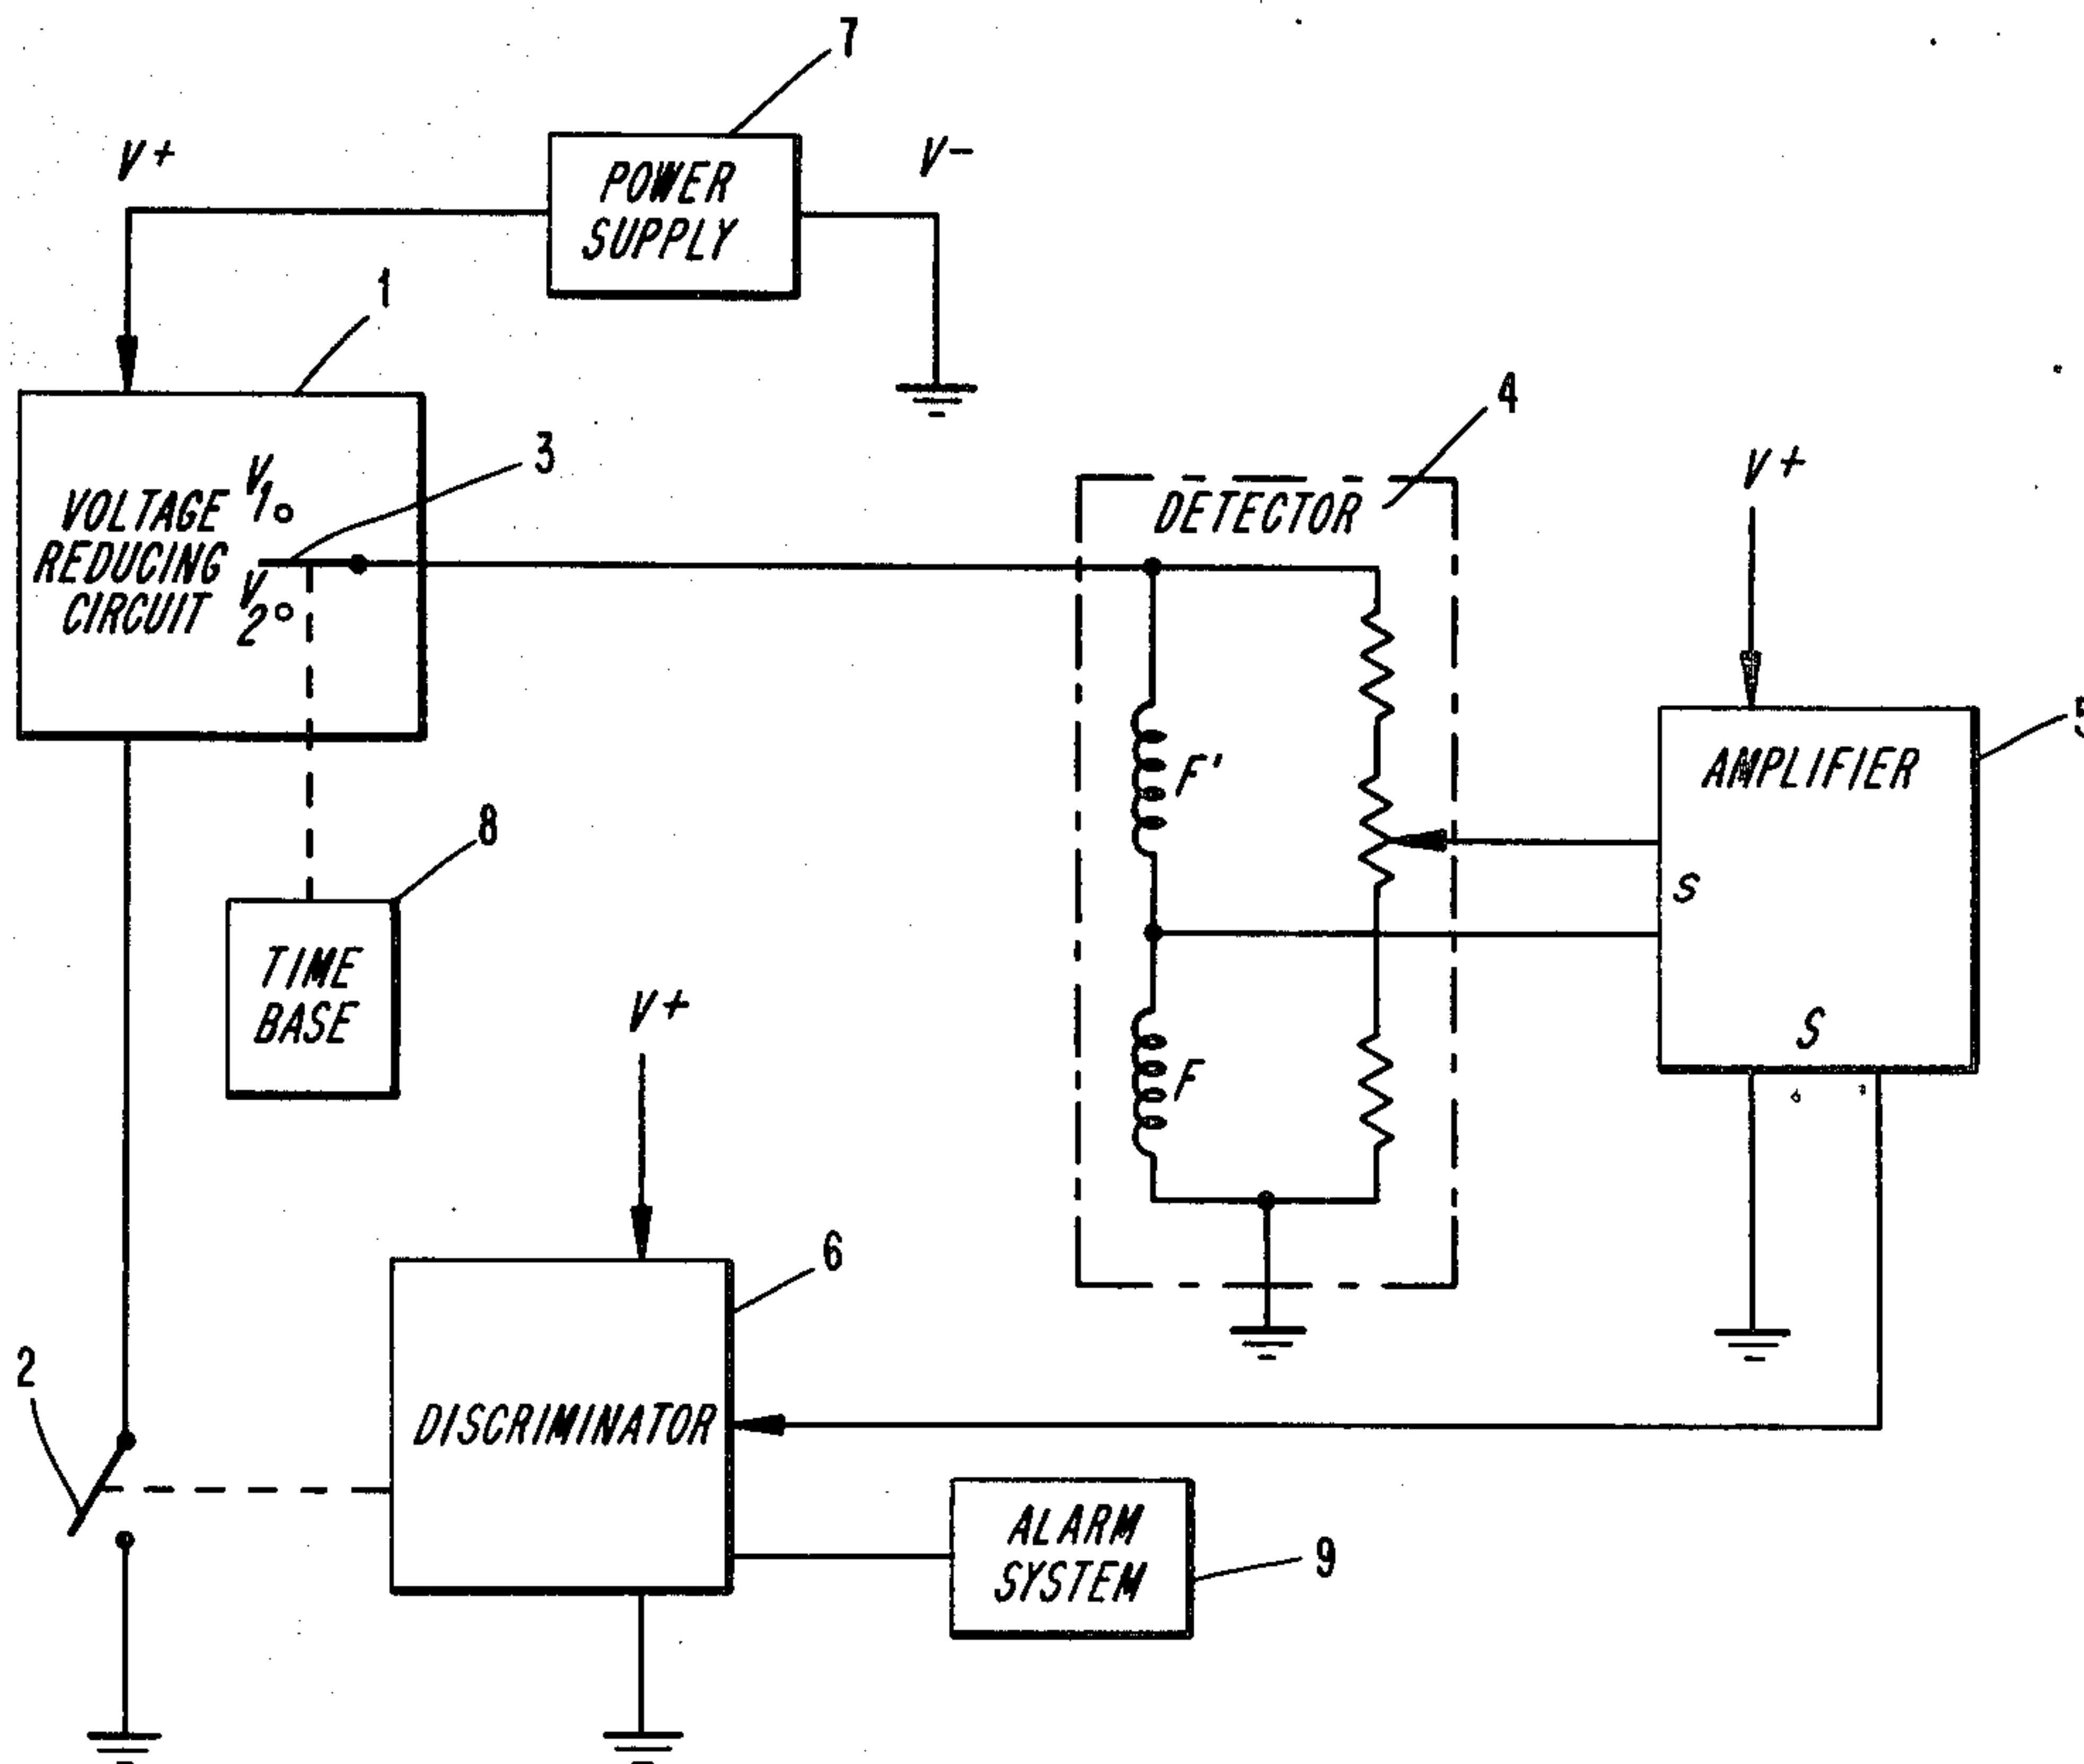 7
V+
POWER
SUPPLY
V-
1
3
V1
VOLTAGE
REDUCING
CIRCUIT
V2
4
DETECTOR
V+
5
AMPLIFIER
F'
S
8
TIME
BASE
V+
S
F
6
2
DISCRIMINATOR
ALARM
SYSTEM
9